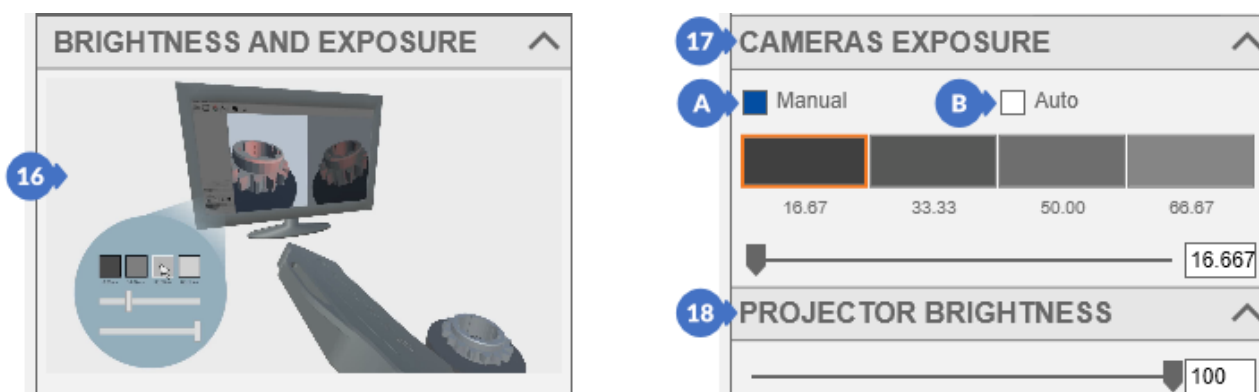 BRIGHTNESS AND EXPOSURE
16
17 CAMERAS EXPOSURE
A Manual B Auto
16.67 33.33 50.00 66.67
16.667
18 PROJECTOR BRIGHTNESS
100